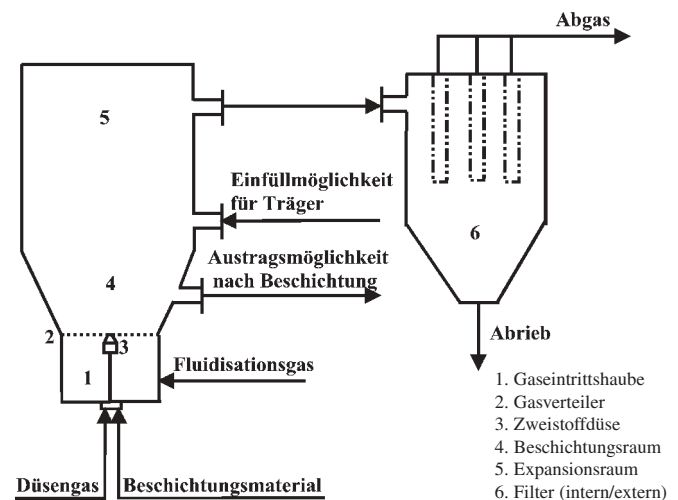 Abgas
5
Einfüllmöglichkeit
für Träger
6
Austragsmöglichkeit
nach Beschichtung
4
2
3
Abrieb
1
Fluidisationsgas
Düsengas
Beschichtungsmaterial
1. Gaseintrittshaube
2. Gasverteiler
3. Zweistoffdüse
4. Beschichtungsraum
5. Expansionsraum
6. Filter (intern/extern)